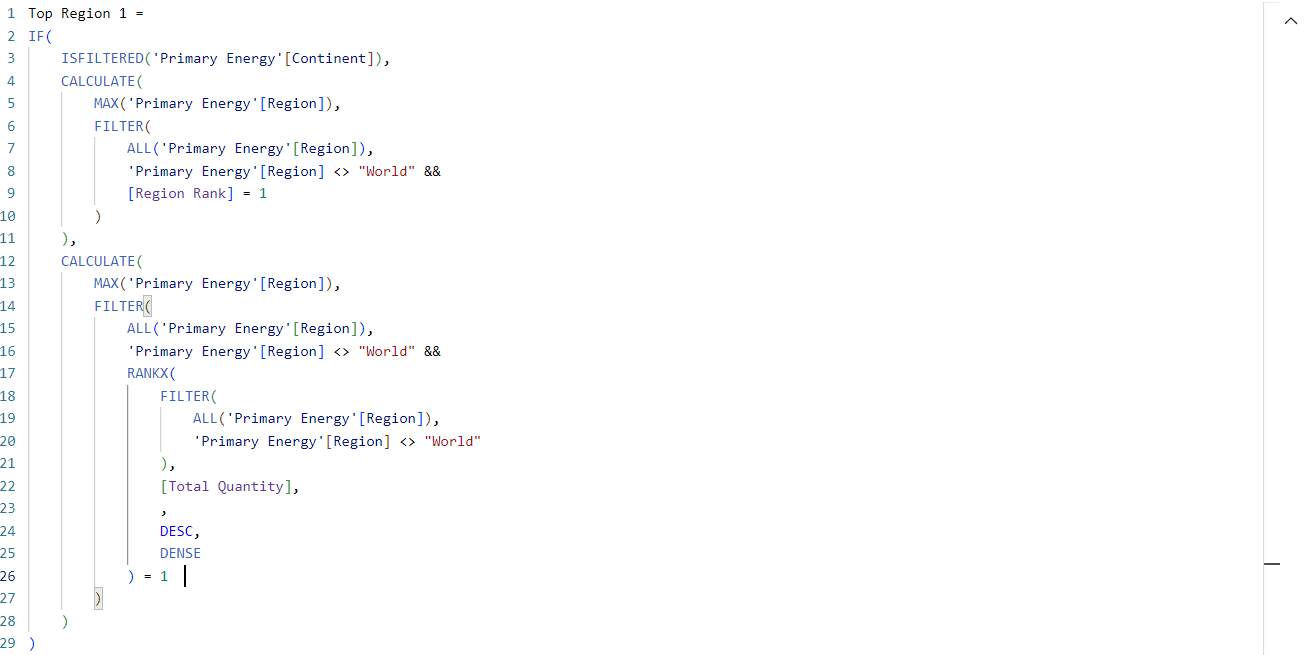 1 Top Region 1 =
2 IF(
3 ISFILTERED('Primary Energy'[Continent]),
4 CALCULATE(
5 MAX('Primary Energy'[Region]),
6 FILTER(
7 ALL('Primary Energy'[Region]),
8 'Primary Energy'[Region] <> "World" &&
9 [Region Rank] = 1
10 )
11 ),
12 CALCULATE(
13 MAX('Primary Energy'[Region]),
14 FILTER(
15 ALL('Primary Energy'[Region]),
16 'Primary Energy'[Region] <> "World" &&
17 RANKX(
18 FILTER(
19 ALL('Primary Energy'[Region]),
20 'Primary Energy'[Region] <> "World"
21 ),
22 [Total Quantity],
23 ,
24 DESC,
25 DENSE
26 ) = 1
27 )
28 )
29 )